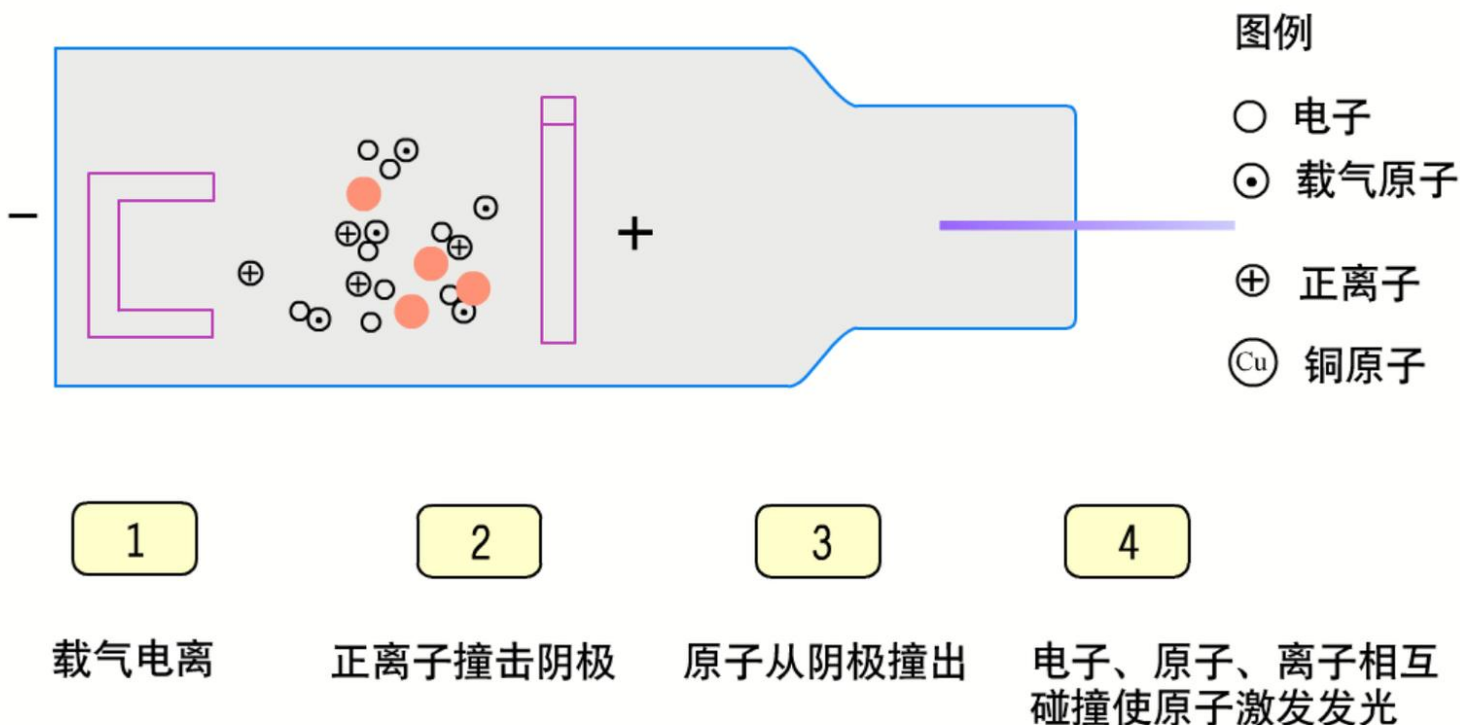 图例
电子
载气原子
正离子
Cu 铜原子
−
+
1
2
3
4
载气电离
正离子撞击阴极
原子从阴极撞出
电子、原子、离子相互
碰撞使原子激发发光